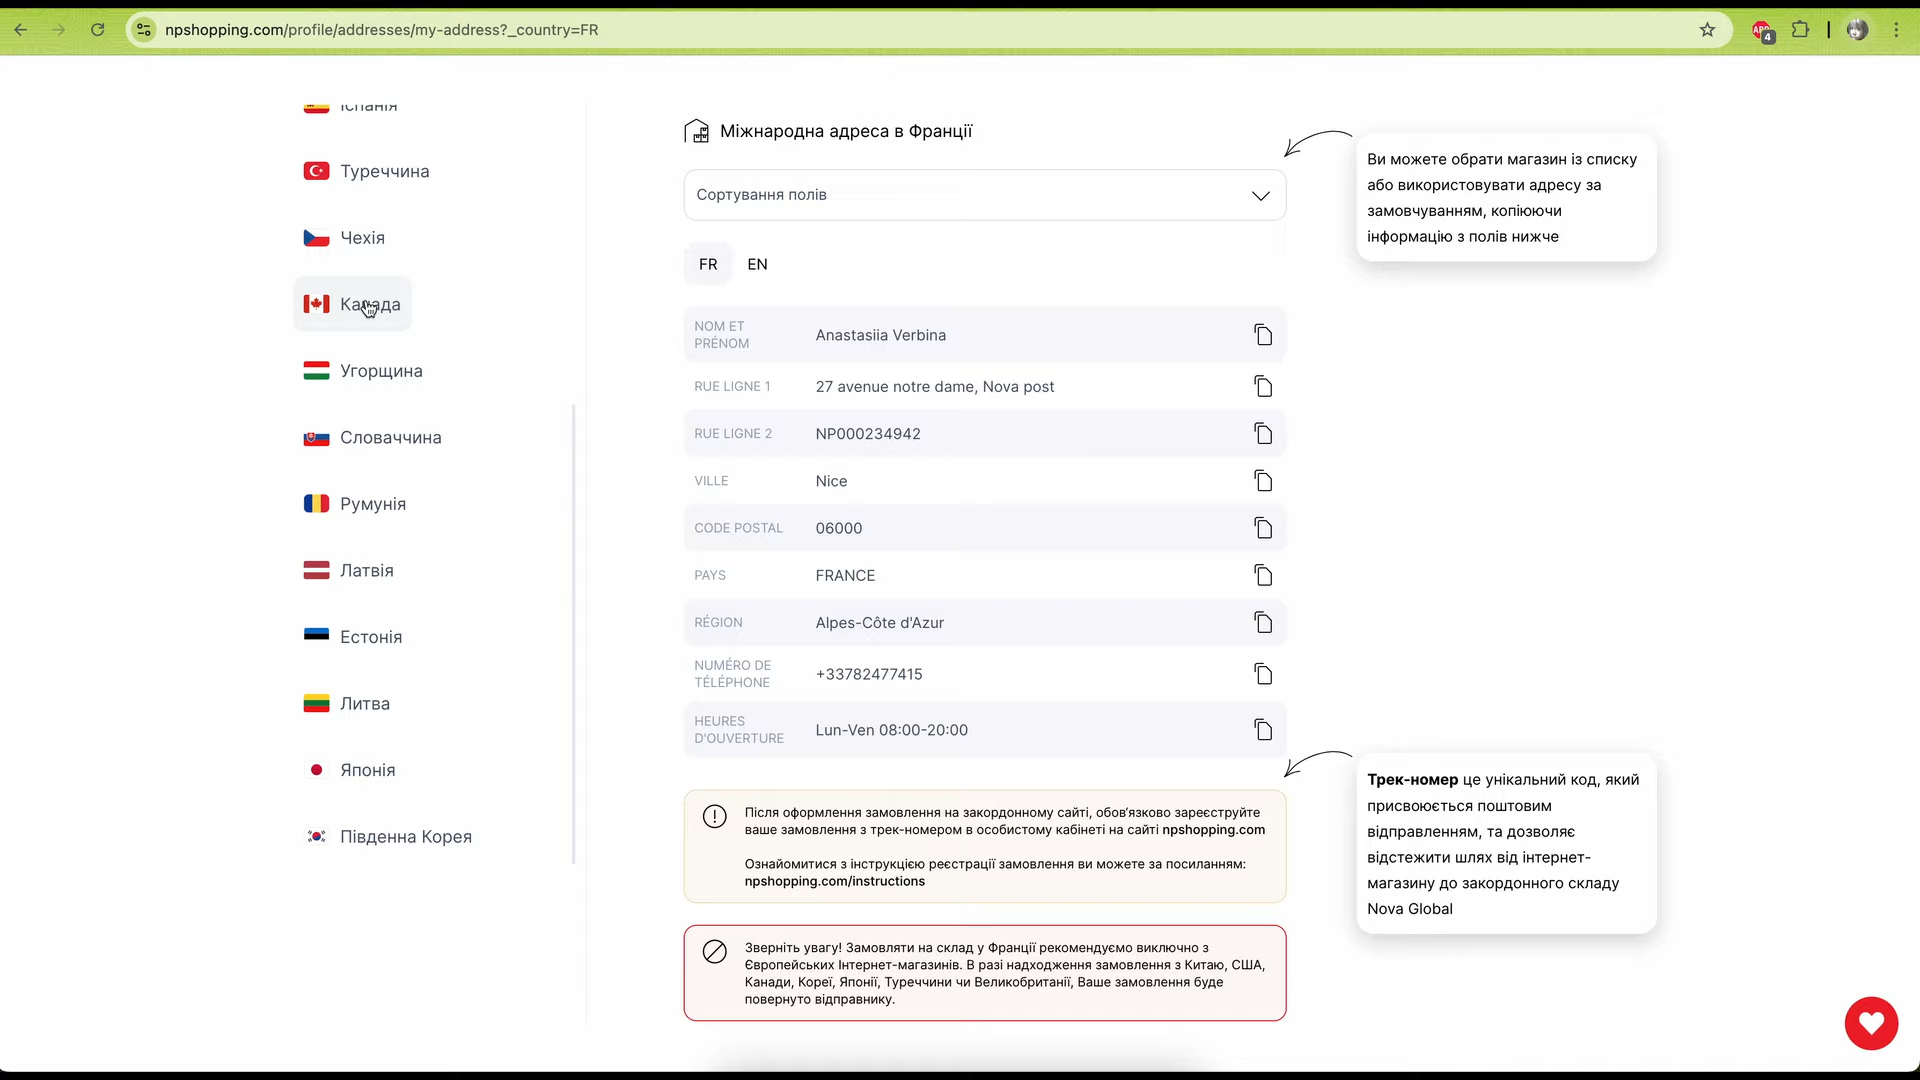 npshopping.com/profile/addresses/my-address?_country=FR
4
Іспанія
Туреччина
Чехія
Канада
Угорщина
Словаччина
Румунія
Латвія
Естонія
Литва
Японія
Південна Корея
Міжнародна адреса в Франції
Сортування полів
FR EN
NOM ET
PRÉNOM
Anastasiia Verbina
RUE LIGNE 1 27 avenue notre dame, Nova post
RUE LIGNE 2 NP000234942
VILLE Nice
CODE POSTAL 06000
PAYS FRANCE
RÉGION Alpes-Côte d'Azur
NUMÉRO DE
TÉLÉPHONE
+33782477415
HEURES
D'OUVERTURE
Lun-Ven 08:00-20:00
Після оформлення замовлення на закордонному сайті, обов’язково зареєструйте
ваше замовлення з трек-номером в особистому кабінеті на сайті npshopping.com
Ознайомитися з інструкцією реєстрації замовлення ви можете за посиланням:
npshopping.com/instructions
Зверніть увагу! Замовляти на склад у Франції рекомендуємо виключно з
Європейських Інтернет-магазинів. В разі надходження замовлення з Китаю, США,
Канади, Кореї, Японії, Туреччини чи Великобританії, Ваше замовлення буде
повернуто відправнику.
Ви можете обрати магазин із списку
або використовувати адресу за
замовчуванням, копіюючи
інформацію з полів нижче
Трек-номер це унікальний код, який
присвоюється поштовим
відправленням, та дозволяє
відстежити шлях від інтернет-
магазину до закордонного складу
Nova Global